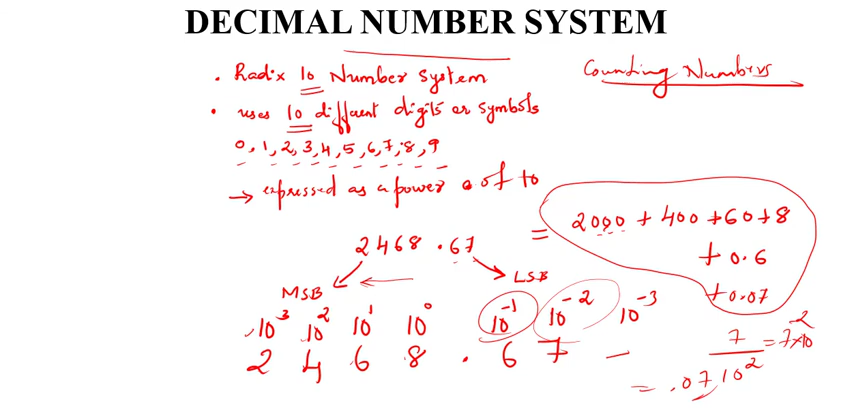 DECIMAL NUMBER SYSTEM
. Radix 10 Number System
Counting Numbers
. uses 10 different digits or symbols
0, 1, 2, 3, 4, 5, 6, 7, 8, 9
→ expressed as a power of 10
2468.67 = 2000 + 400 + 60 + 8
+ 0.6
+ 0.07
MSB ← LSB
10³ 10² 10¹ 10⁰ 10⁻¹ 10⁻² 10⁻³
2 4 6 8 . 6 7 –
7/10² = 7×10⁻²
= .07